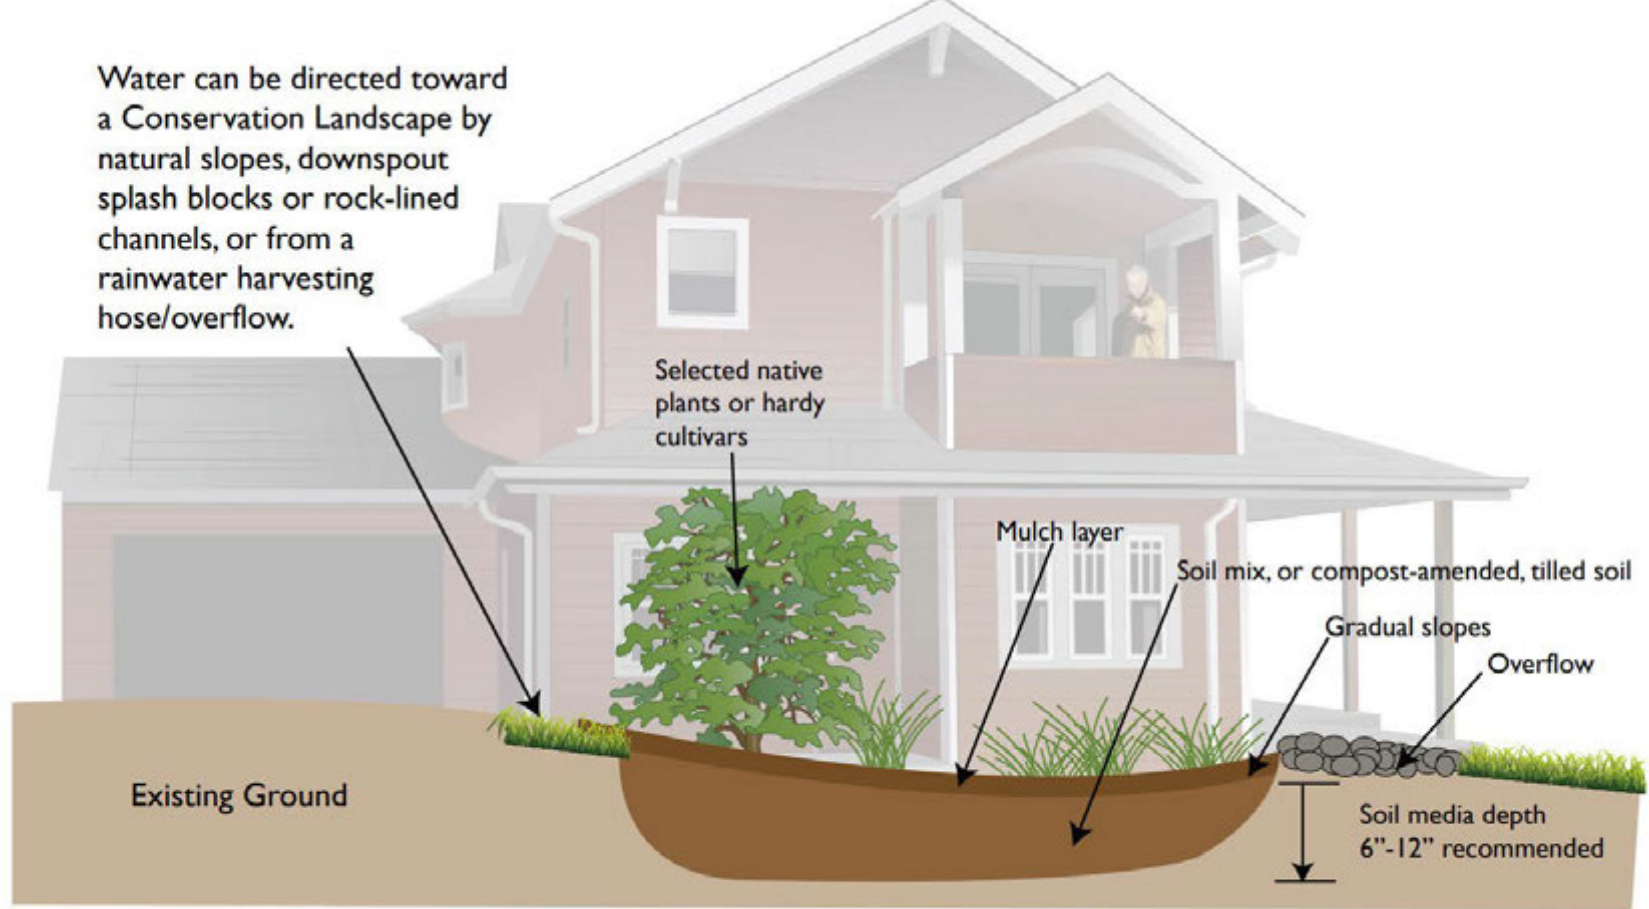 Water can be directed toward
a Conservation Landscape by
natural slopes, downspout
splash blocks or rock-lined
channels, or from a
rainwater harvesting
hose/overflow.
Selected native
plants or hardy
cultivars
Mulch layer
Soil mix, or compost-amended, tilled soil
Gradual slopes
Overflow
Existing Ground
Soil media depth
6”-12” recommended